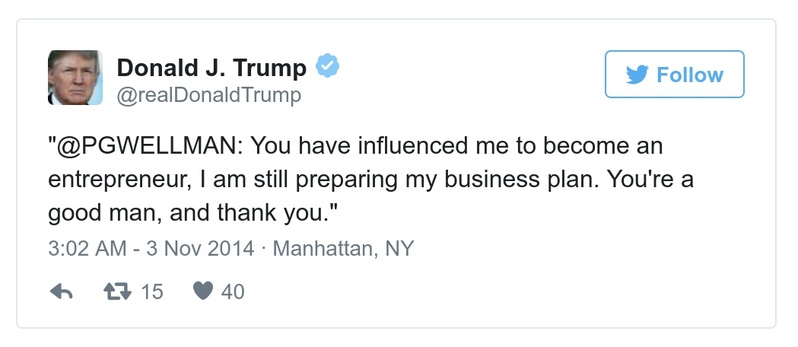 Donald J. Trump
@realDonaldTrump
Follow
"@PGWELLMAN: You have influenced me to become an
entrepreneur, I am still preparing my business plan. You're a
good man, and thank you."
3:02 AM - 3 Nov 2014 · Manhattan, NY
15 40